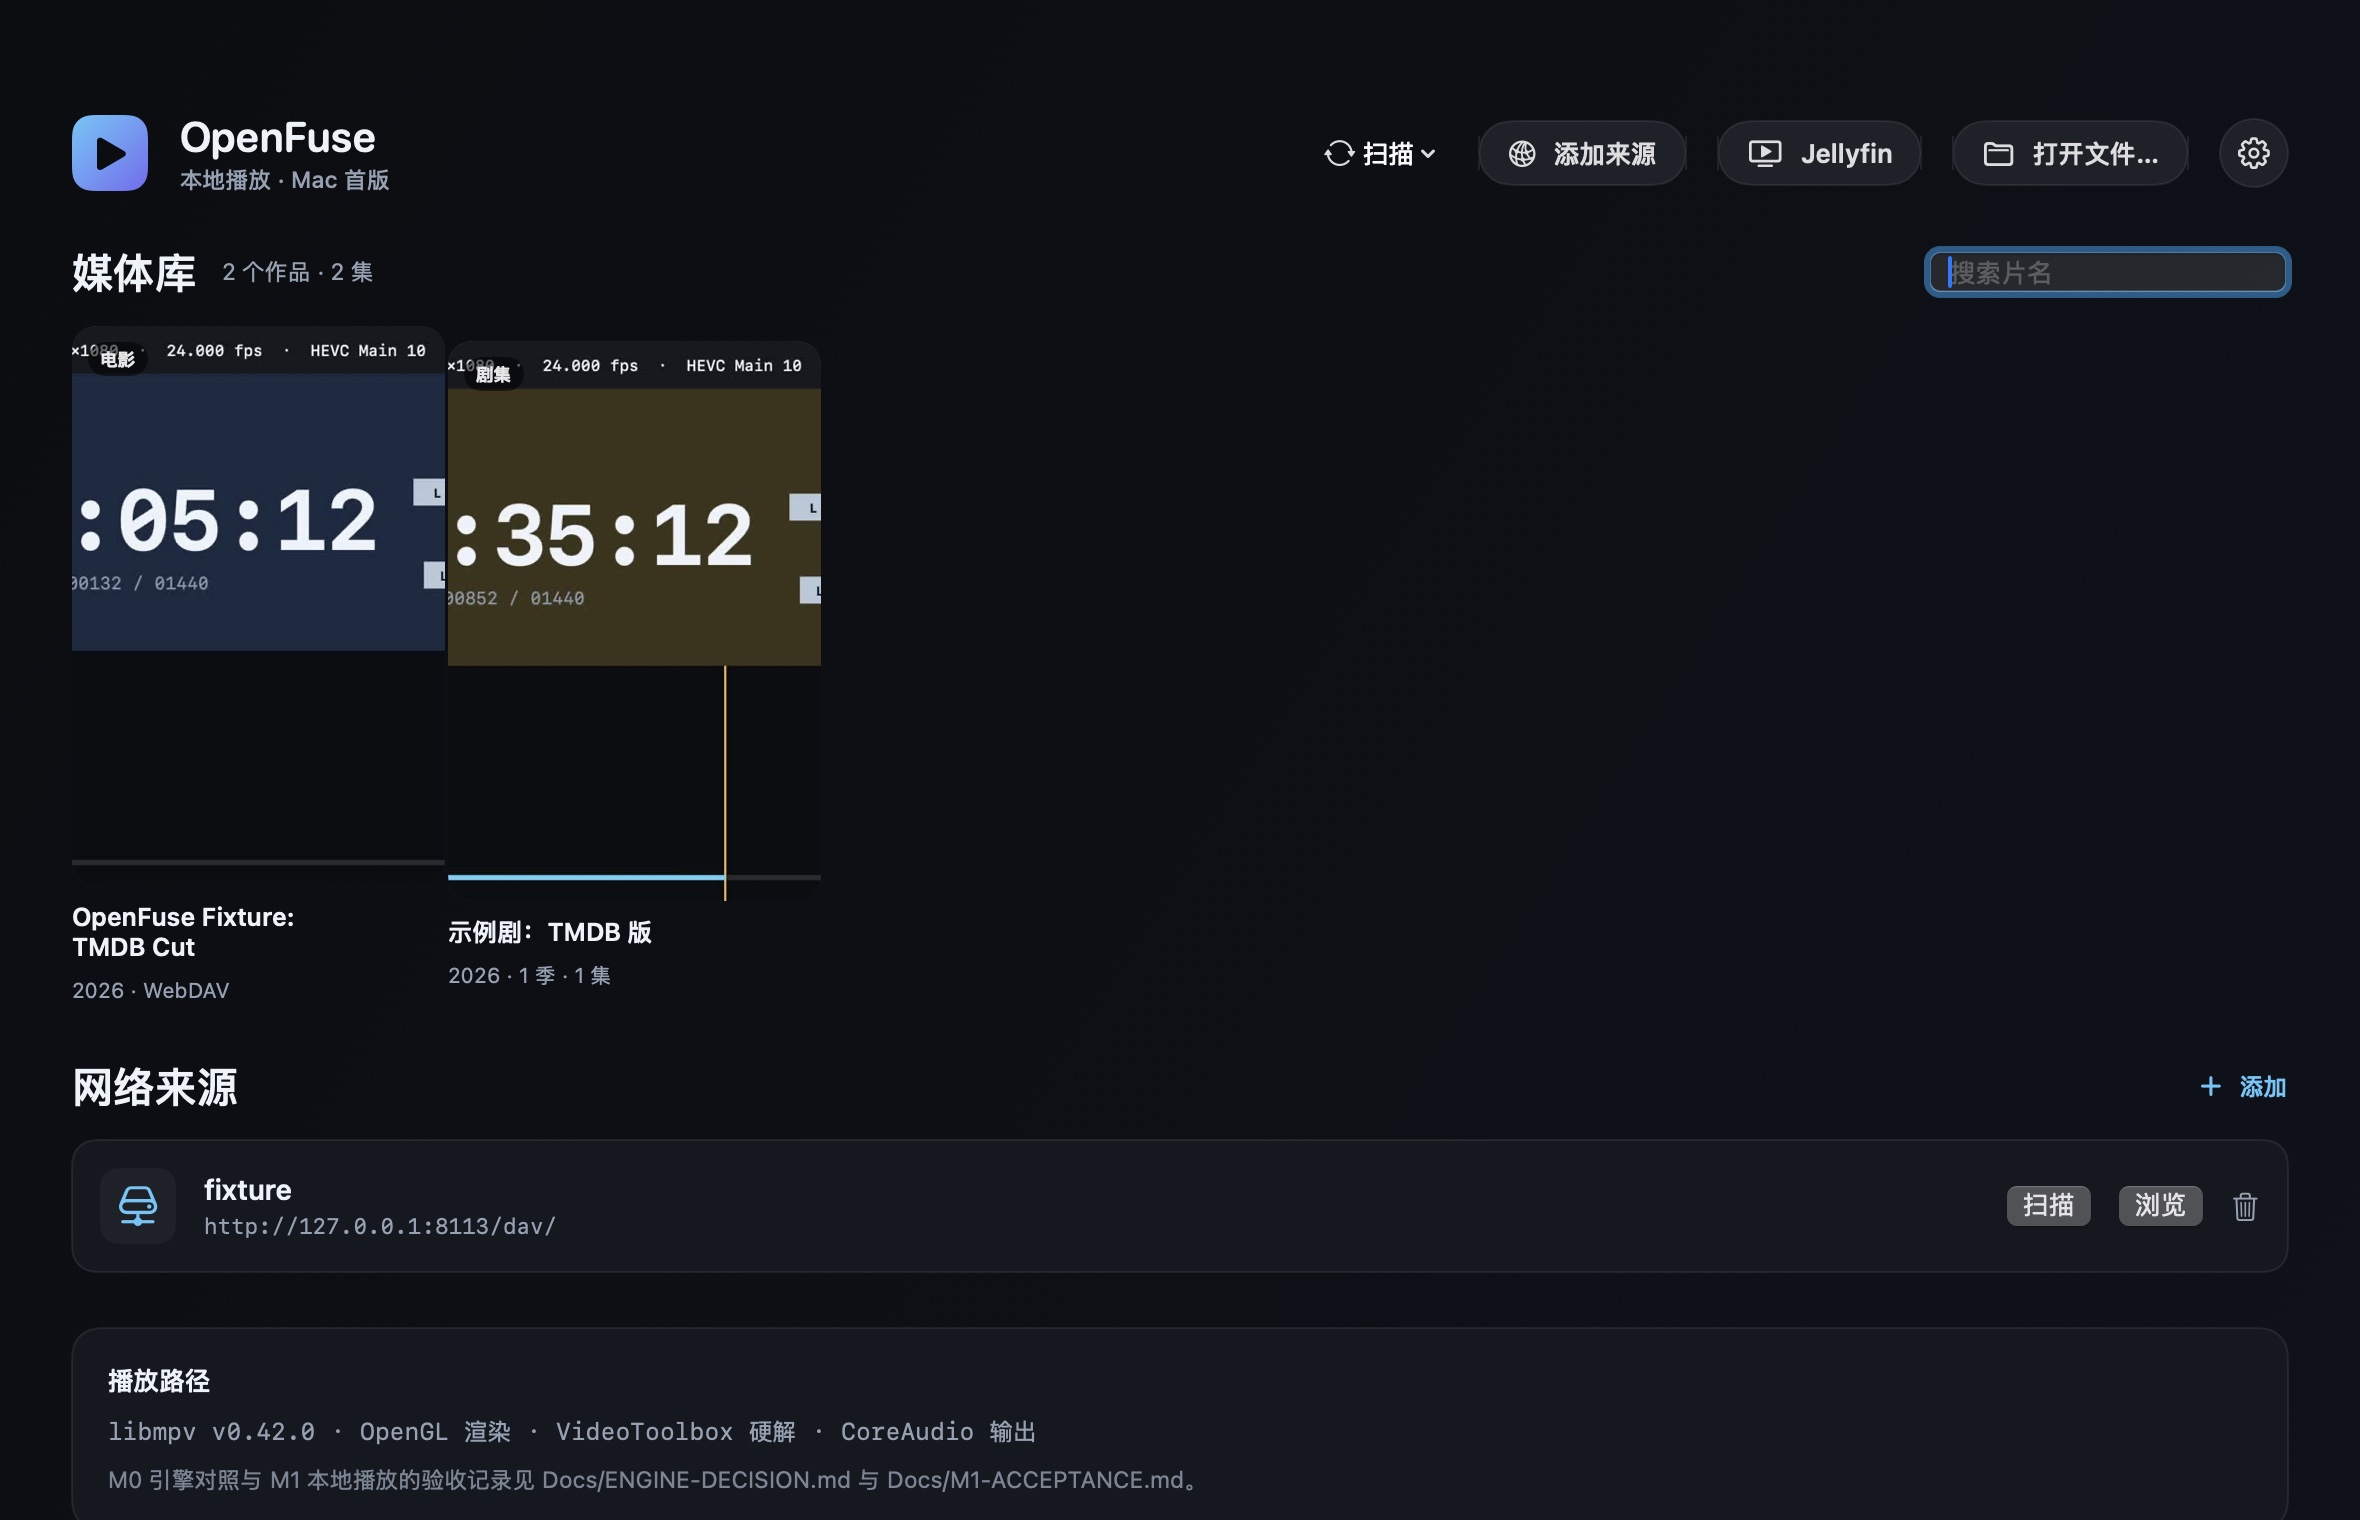 OpenFuse
本地播放 · Mac 首版
扫描
添加来源
Jellyfin
打开文件...
媒体库
2 个作品 · 2 集
搜索片名
电影
24.000 fps · HEVC Main 10
:05:12
L
L
00132 / 01440
剧集
24.000 fps · HEVC Main 10
:35:12
L
L
00852 / 01440
OpenFuse Fixture:
TMDB Cut
2026 · WebDAV
示例剧：TMDB 版
2026 · 1 季 · 1 集
网络来源
+ 添加
fixture
http://127.0.0.1:8113/dav/
扫描
浏览
播放路径
libmpv v0.42.0 · OpenGL 渲染 · VideoToolbox 硬解 · CoreAudio 输出
M0 引擎对照与 M1 本地播放的验收记录见 Docs/ENGINE-DECISION.md 与 Docs/M1-ACCEPTANCE.md。